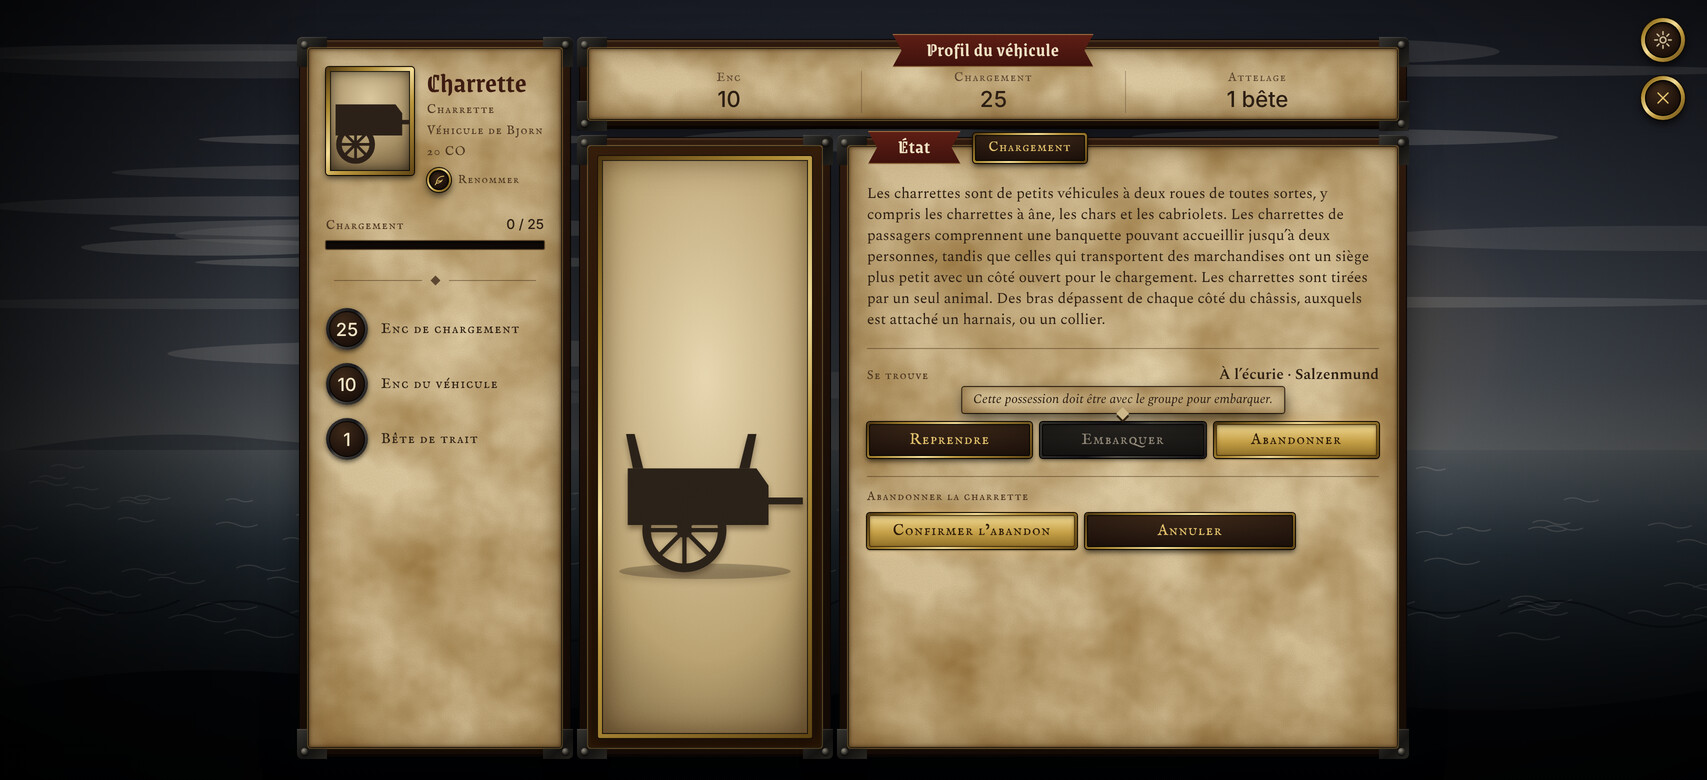 Charrette
Charrette
Véhicule de Bjorn
20 CO
Renommer
Chargement 0 / 25
25 Enc de chargement
10 Enc du véhicule
1 Bête de trait
Profil du véhicule
Enc
10
Chargement
25
Attelage
1 bête
État
Chargement
Les charrettes sont de petits véhicules à deux roues de toutes sortes, y
compris les charrettes à âne, les chars et les cabriolets. Les charrettes de
passagers comprennent une banquette pouvant accueillir jusqu’à deux
personnes, tandis que celles qui transportent des marchandises ont un siège
plus petit avec un côté ouvert pour le chargement. Les charrettes sont tirées
par un seul animal. Des bras dépassent de chaque côté du châssis, auxquels
est attaché un harnais, ou un collier.
Se trouve À l’écurie · Salzenmund
Cette possession doit être avec le groupe pour embarquer.
Reprendre Embarquer Abandonner
Abandonner la charrette
Confirmer l’abandon Annuler